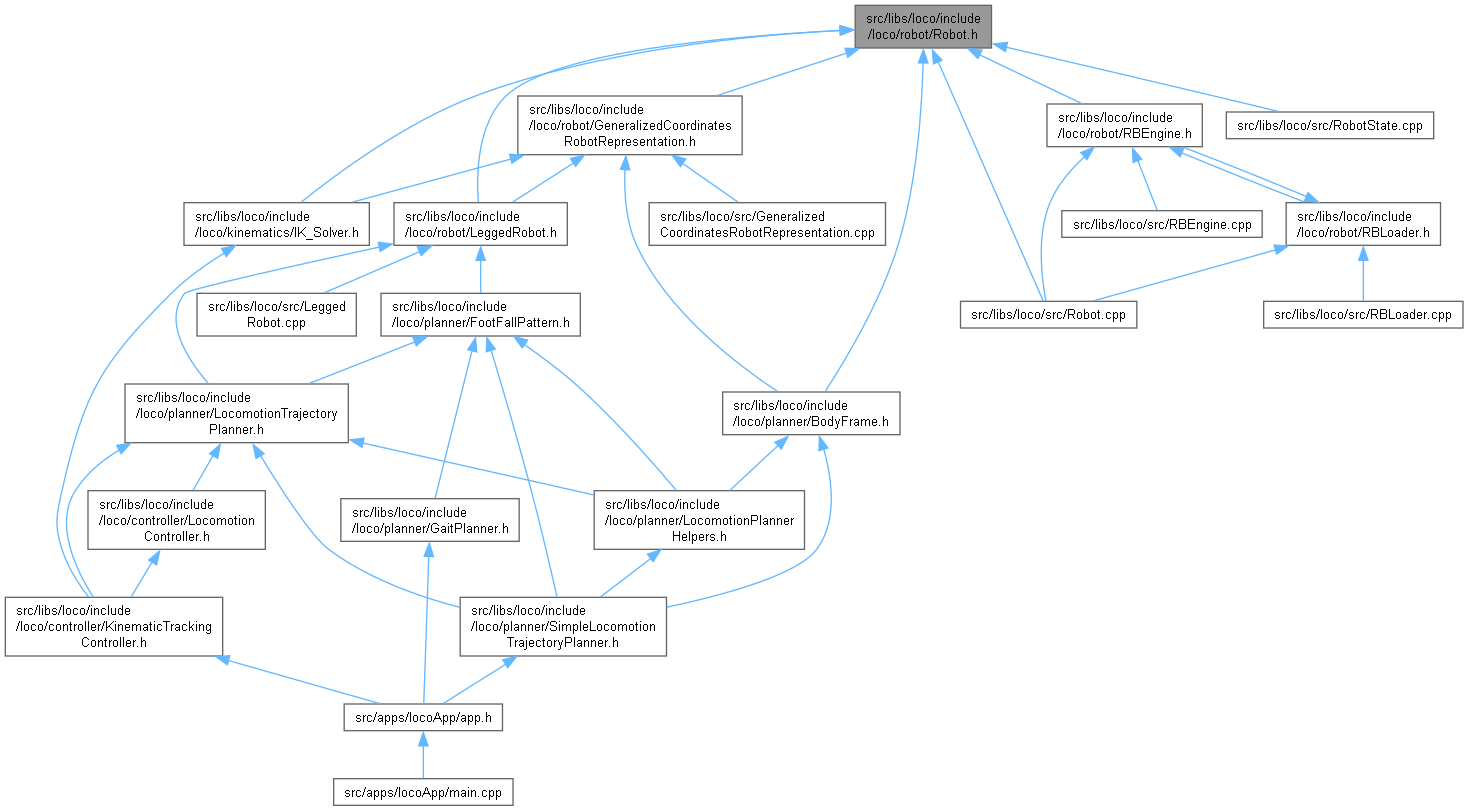 src/libs/loco/include
/loco/robot/Robot.h
src/libs/loco/include
/loco/robot/GeneralizedCoordinates
RobotRepresentation.h
src/libs/loco/include
/loco/robot/RBEngine.h
src/libs/loco/src/RobotState.cpp
src/libs/loco/include
/loco/kinematics/IK_Solver.h
src/libs/loco/include
/loco/robot/LeggedRobot.h
src/libs/loco/src/Generalized
CoordinatesRobotRepresentation.cpp
src/libs/loco/src/RBEngine.cpp
src/libs/loco/include
/loco/robot/RBLoader.h
src/libs/loco/src/Legged
Robot.cpp
src/libs/loco/include
/loco/planner/FootFallPattern.h
src/libs/loco/src/Robot.cpp
src/libs/loco/src/RBLoader.cpp
src/libs/loco/include
/loco/planner/LocomotionTrajectory
Planner.h
src/libs/loco/include
/loco/planner/BodyFrame.h
src/libs/loco/include
/loco/controller/Locomotion
Controller.h
src/libs/loco/include
/loco/planner/GaitPlanner.h
src/libs/loco/include
/loco/planner/LocomotionPlanner
Helpers.h
src/libs/loco/include
/loco/controller/KinematicTracking
Controller.h
src/libs/loco/include
/loco/planner/SimpleLocomotion
TrajectoryPlanner.h
src/apps/locoApp/app.h
src/apps/locoApp/main.cpp